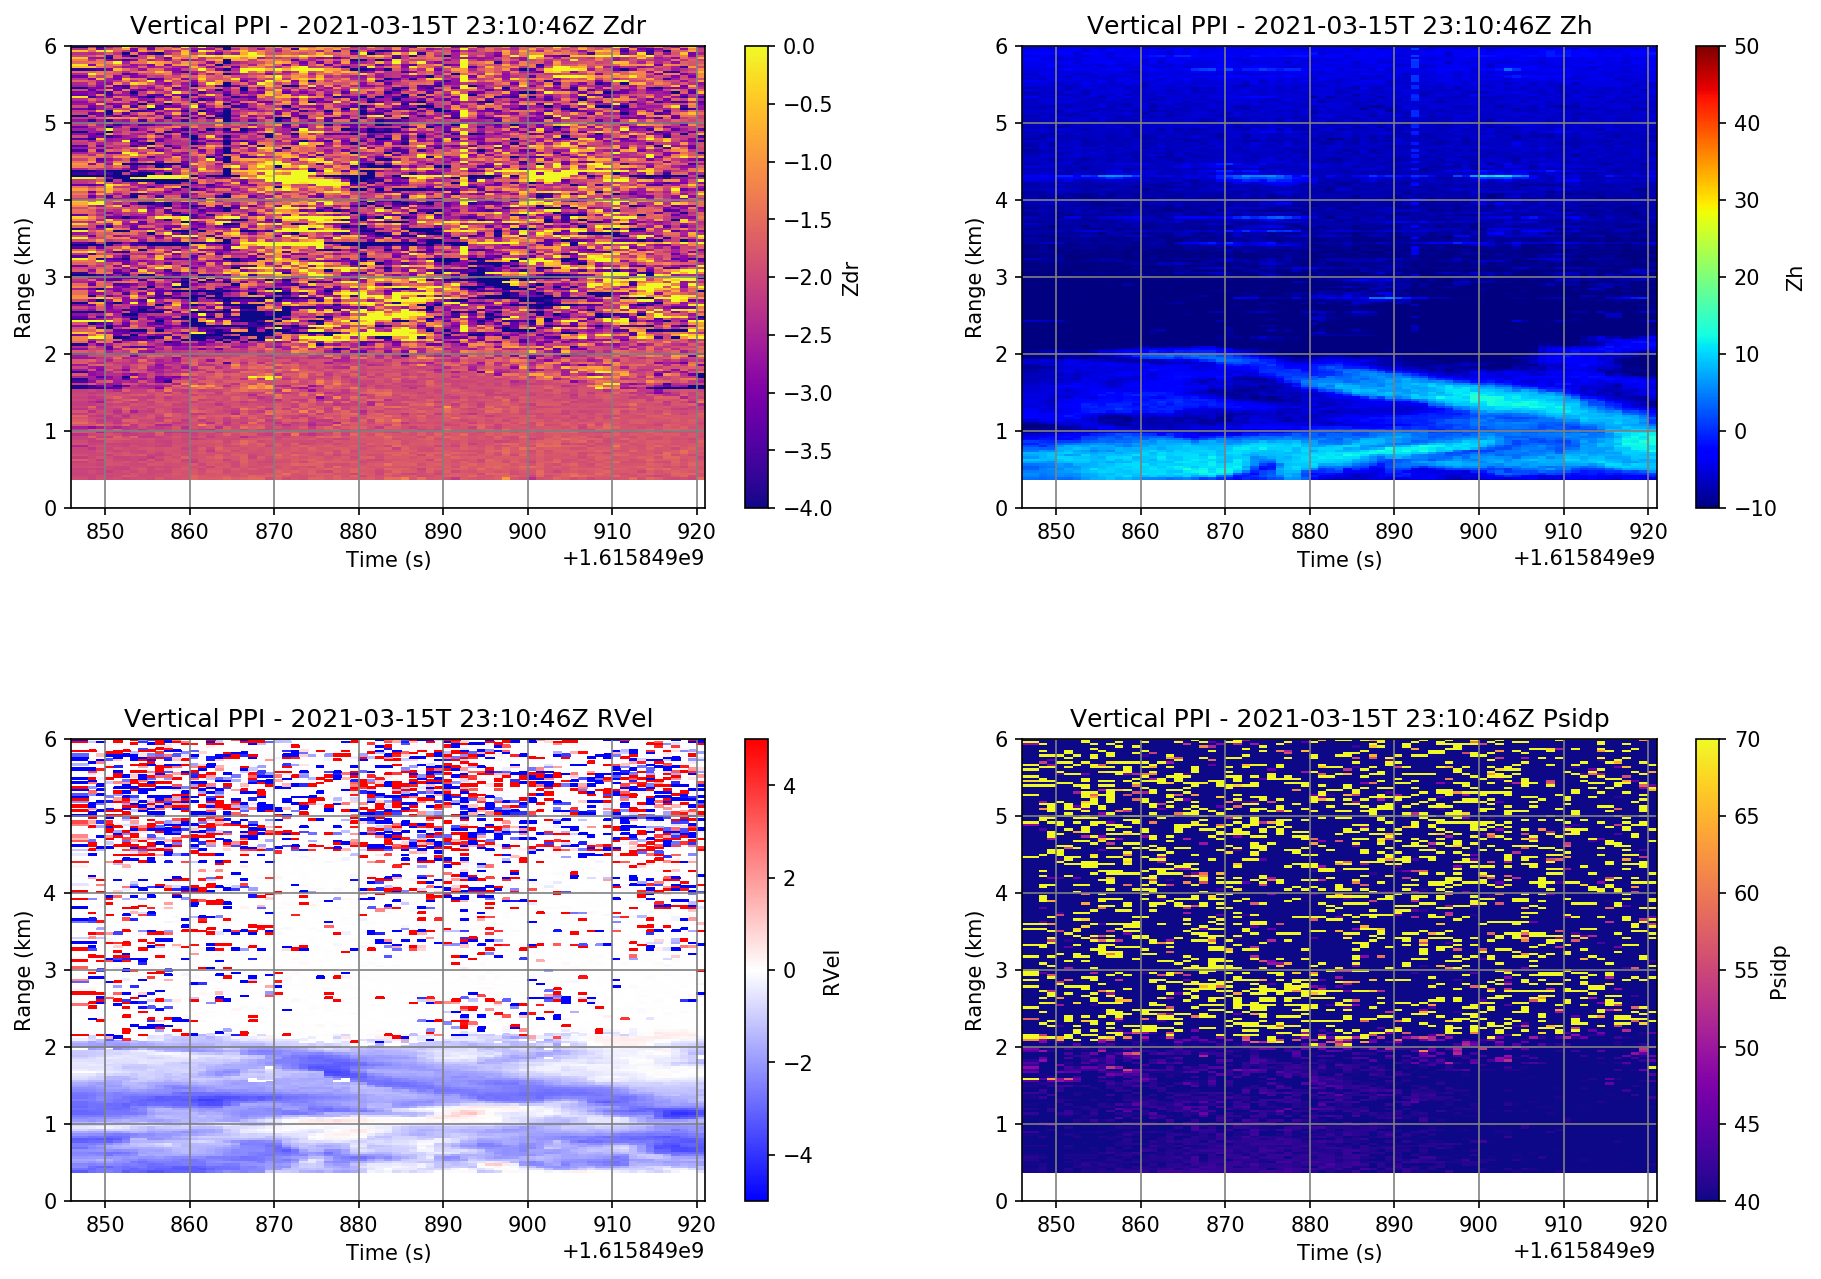 Vertical PPI - 2021-03-15T 23:10:46Z Zdr
6
5
4
3
2
1
0
Range (km)
850 860 870 880 890 900 910 920
Time (s)
+1.615849e9
0.0
−0.5
−1.0
−1.5
−2.0
−2.5
−3.0
−3.5
−4.0
Zdr
Vertical PPI - 2021-03-15T 23:10:46Z Zh
6
5
4
3
2
1
0
Range (km)
850 860 870 880 890 900 910 920
Time (s)
+1.615849e9
50
40
30
20
10
0
−10
Zh
Vertical PPI - 2021-03-15T 23:10:46Z RVel
6
5
4
3
2
1
0
Range (km)
850 860 870 880 890 900 910 920
Time (s)
+1.615849e9
4
2
0
−2
−4
RVel
Vertical PPI - 2021-03-15T 23:10:46Z Psidp
6
5
4
3
2
1
0
Range (km)
850 860 870 880 890 900 910 920
Time (s)
+1.615849e9
70
65
60
55
50
45
40
Psidp